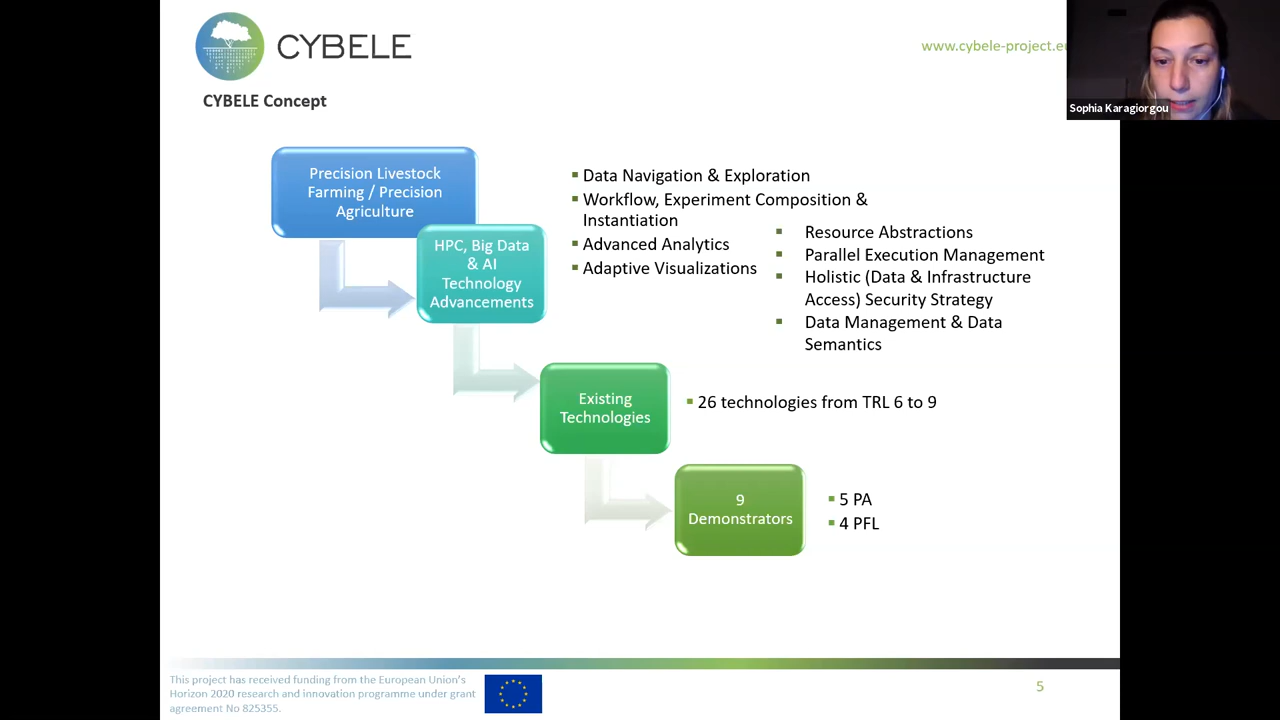 CYBELE
www.cybele-project.eu
Sophia Karagiorgou
CYBELE Concept
Precision Livestock
Farming / Precision
Agriculture
HPC, Big Data
& AI
Technology
Advancements
▪ Data Navigation & Exploration
▪ Workflow, Experiment Composition &
Instantiation
▪ Advanced Analytics
▪ Adaptive Visualizations
▪ Resource Abstractions
▪ Parallel Execution Management
▪ Holistic (Data & Infrastructure
Access) Security Strategy
▪ Data Management & Data
Semantics
Existing
Technologies
▪ 26 technologies from TRL 6 to 9
9
Demonstrators
▪ 5 PA
▪ 4 PFL
This project has received funding from the European Union's
Horizon 2020 research and innovation programme under grant
agreement No 825355.
5